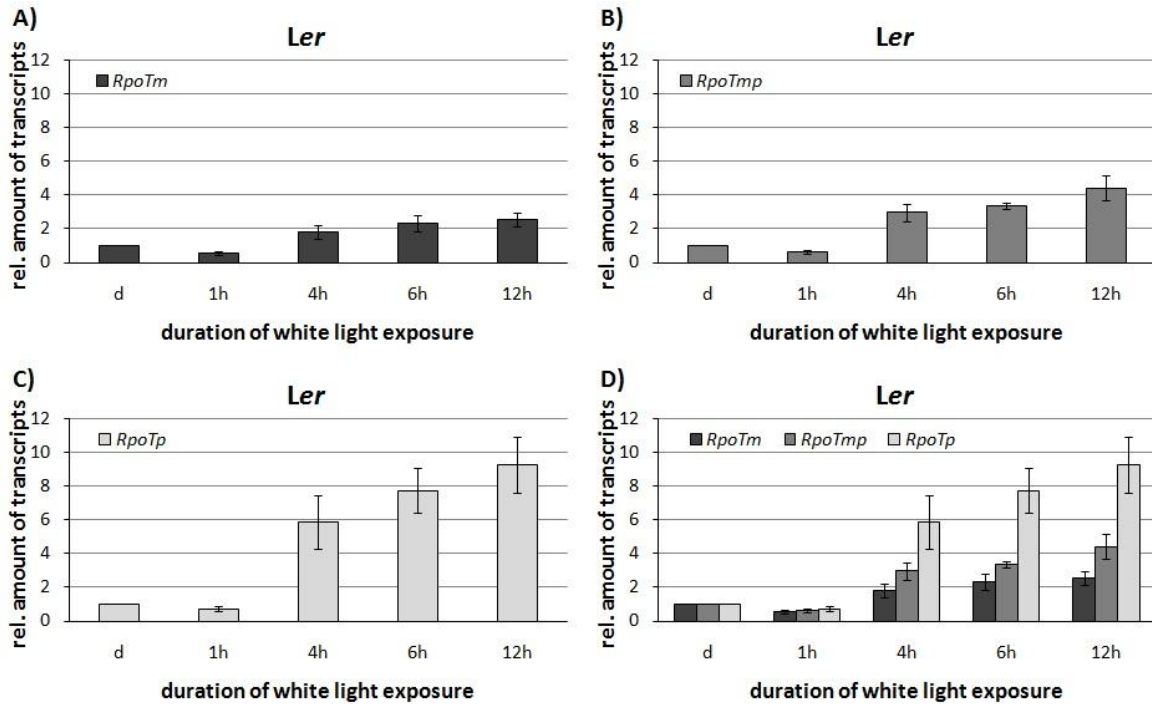 A)
Ler
rel. amount of transcripts
12
10
8
6
4
2
0
RpoTm
d 1h 4h 6h 12h
duration of white light exposure
B)
Ler
rel. amount of transcripts
12
10
8
6
4
2
0
RpoTmp
d 1h 4h 6h 12h
duration of white light exposure
C)
Ler
rel. amount of transcripts
12
10
8
6
4
2
0
RpoTp
d 1h 4h 6h 12h
duration of white light exposure
D)
Ler
rel. amount of transcripts
12
10
8
6
4
2
0
RpoTm RpoTmp RpoTp
d 1h 4h 6h 12h
duration of white light exposure